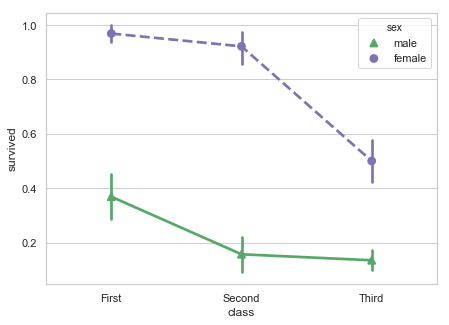 1.0
0.8
0.6
0.4
0.2
survived
First
Second
Third
class
sex
male
female